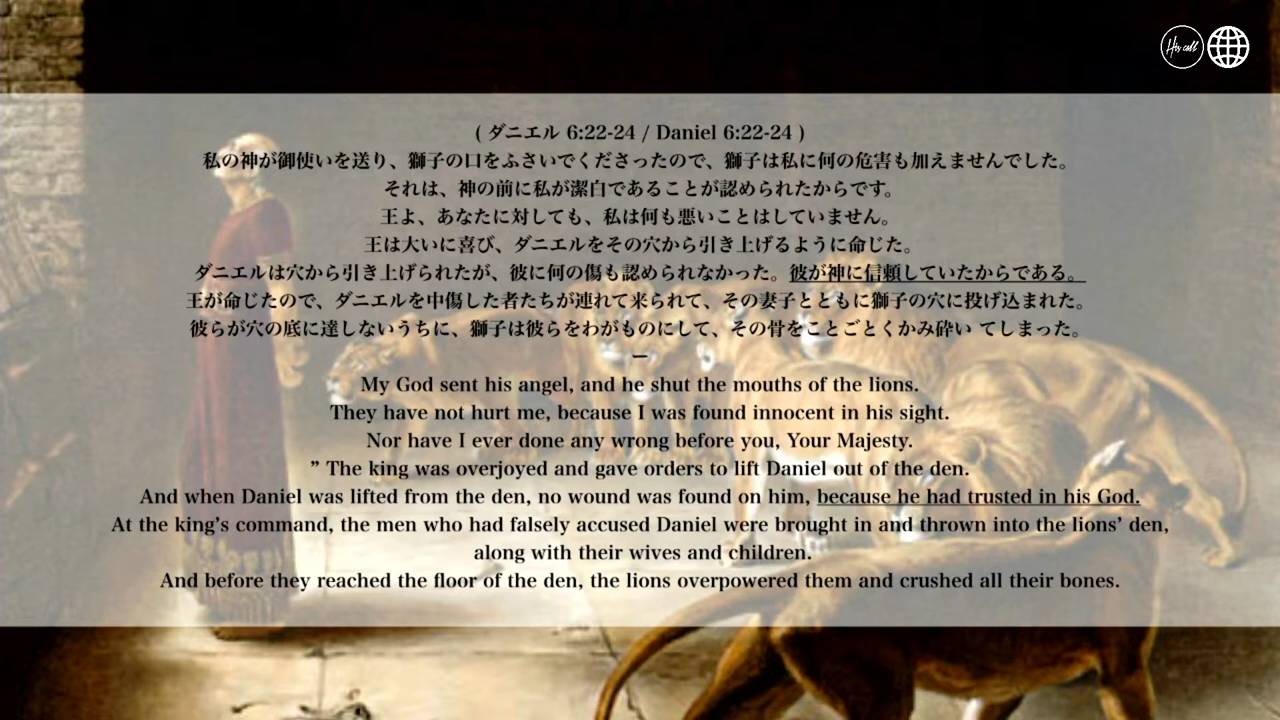 His call
( ダニエル 6:22-24 / Daniel 6:22-24 )
私の神が御使いを送り、獅子の口をふさいでくださったので、獅子は私に何の危害も加えませんでした。
それは、神の前に私が潔白であることが認められたからです。
王よ、あなたに対しても、私は何も悪いことはしていません。
王は大いに喜び、ダニエルをその穴から引き上げるように命じた。
ダニエルは穴から引き上げられたが、彼に何の傷も認められなかった。彼が神に信頼していたからである。
王が命じたので、ダニエルを中傷した者たちが連れて来られて、その妻子とともに獅子の穴に投げ込まれた。
彼らが穴の底に達しないうちに、獅子は彼らをわがものにして、その骨をことごとくかみ砕い てしまった。
ー
My God sent his angel, and he shut the mouths of the lions.
They have not hurt me, because I was found innocent in his sight.
Nor have I ever done any wrong before you, Your Majesty.
” The king was overjoyed and gave orders to lift Daniel out of the den.
And when Daniel was lifted from the den, no wound was found on him, because he had trusted in his God.
At the king’s command, the men who had falsely accused Daniel were brought in and thrown into the lions’ den,
along with their wives and children.
And before they reached the floor of the den, the lions overpowered them and crushed all their bones.